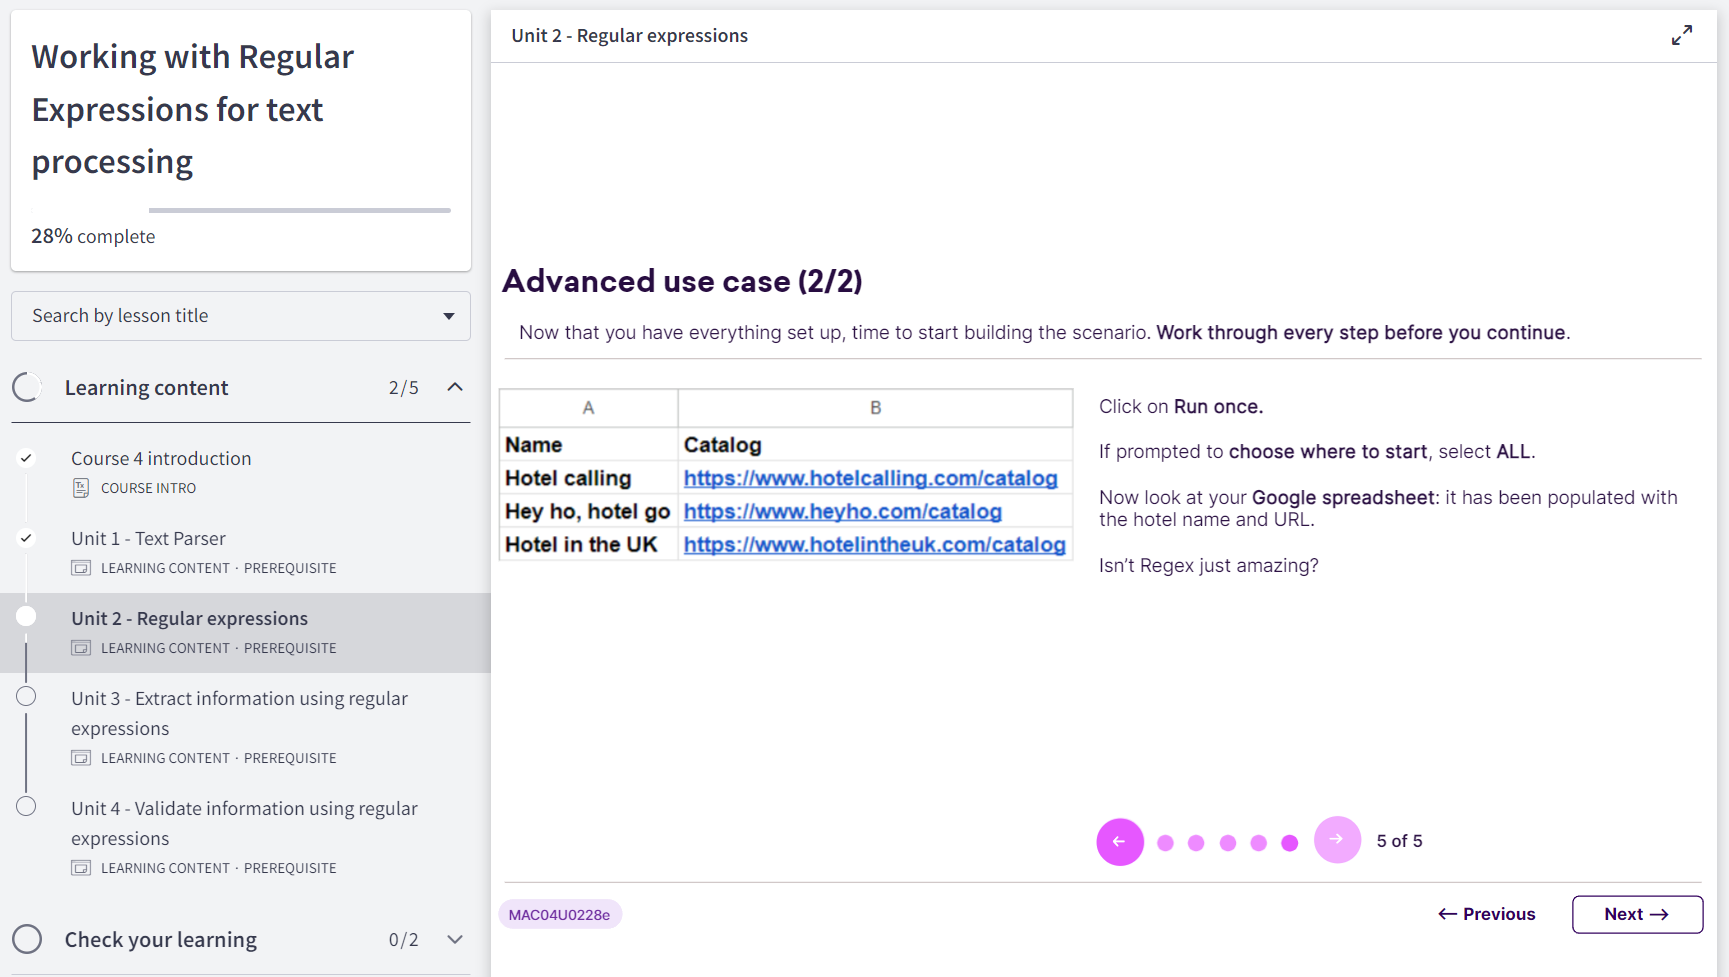 Working with Regular
Expressions for text
processing
28% complete
Search by lesson title
Learning content 2/5
Course 4 introduction
Tx COURSE INTRO
Unit 1 - Text Parser
LEARNING CONTENT · PREREQUISITE
Unit 2 - Regular expressions
LEARNING CONTENT · PREREQUISITE
Unit 3 - Extract information using regular
expressions
LEARNING CONTENT · PREREQUISITE
Unit 4 - Validate information using regular
expressions
LEARNING CONTENT · PREREQUISITE
Check your learning 0/2
Unit 2 - Regular expressions
Advanced use case (2/2)
Now that you have everything set up, time to start building the scenario. Work through every step before you continue.
A B
Name Catalog
Hotel calling https://www.hotelcalling.com/catalog
Hey ho, hotel go https://www.heyho.com/catalog
Hotel in the UK https://www.hotelintheuk.com/catalog
Click on Run once.
If prompted to choose where to start, select ALL.
Now look at your Google spreadsheet: it has been populated with
the hotel name and URL.
Isn’t Regex just amazing?
← → 5 of 5
MAC04U0228e
← Previous Next →